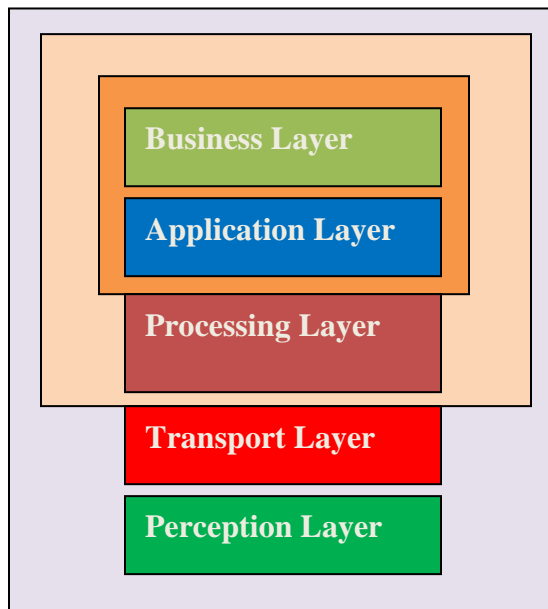 Business Layer
Application Layer
Processing Layer
Transport Layer
Perception Layer